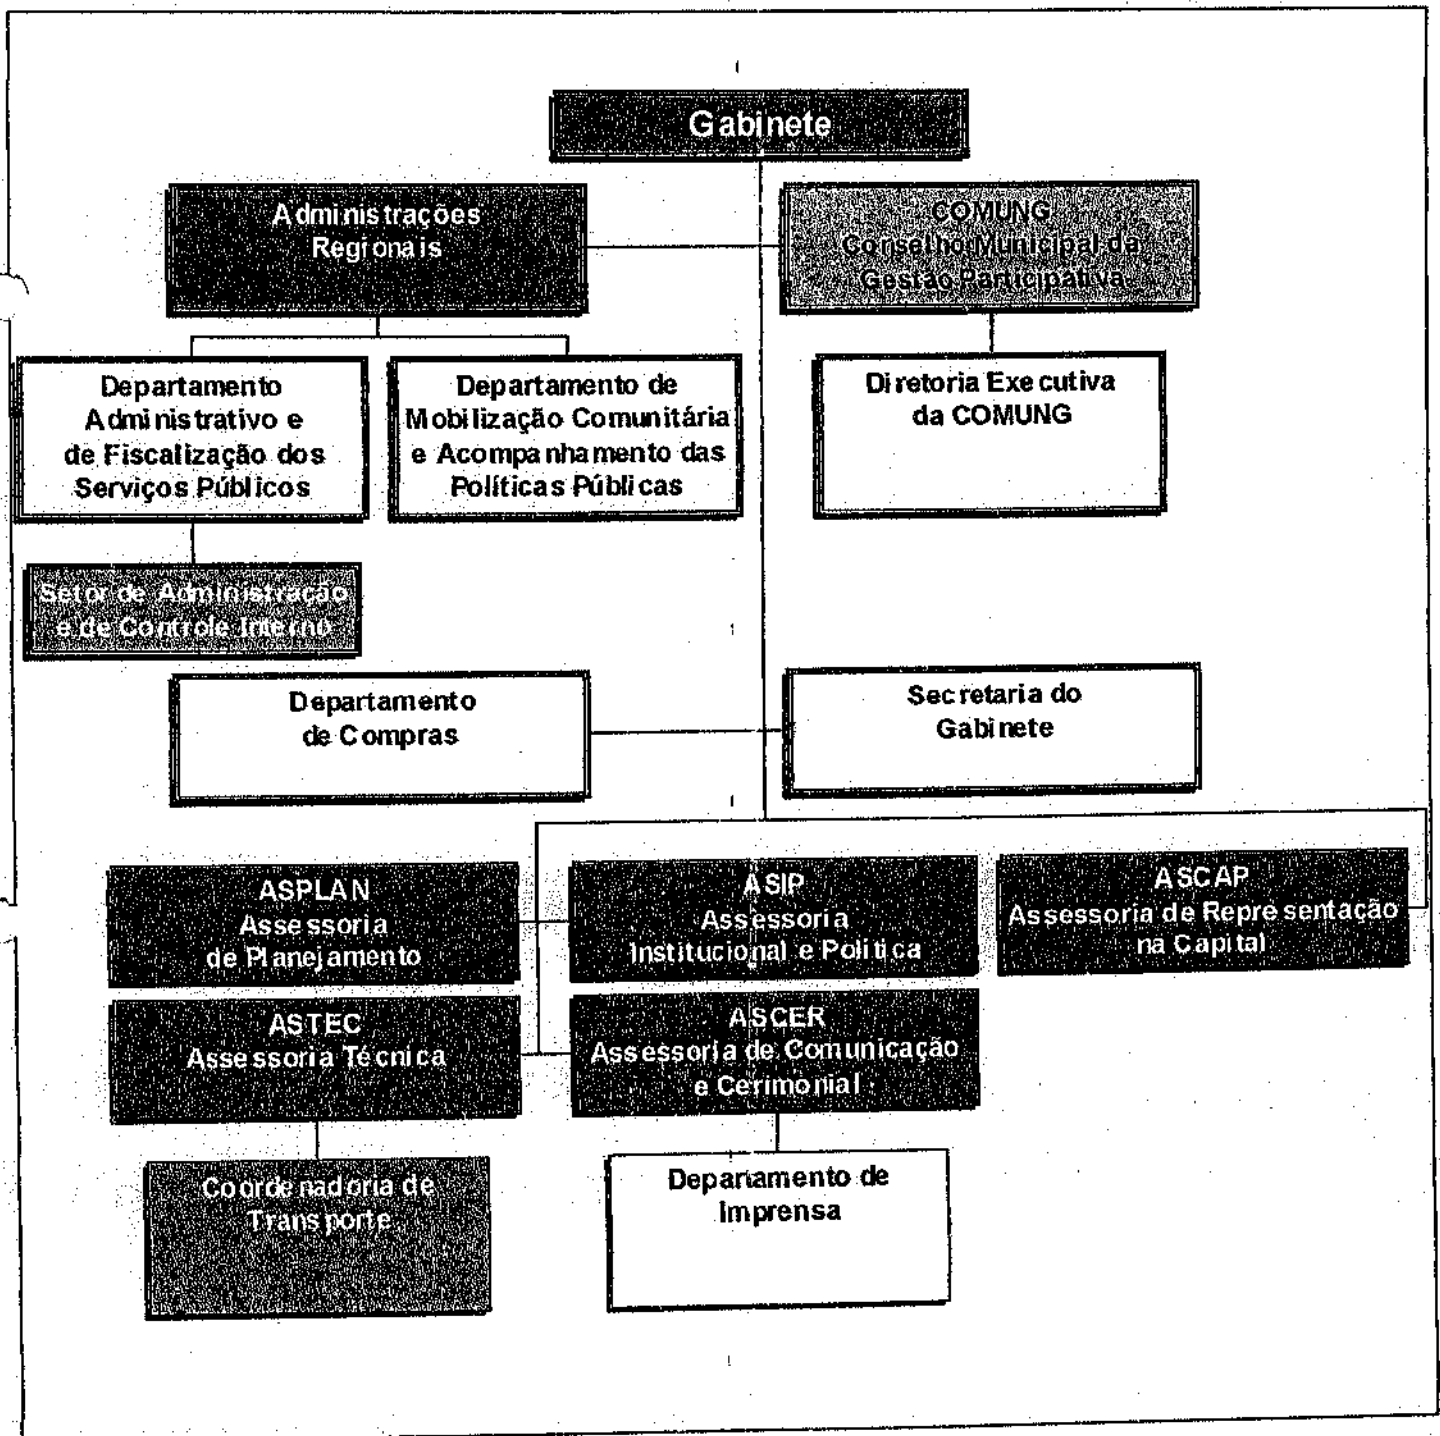 Gabinete
Administrações
Regionais
COMUNG
Conselho Municipal da
Gestão Participativa
Departamento
Administrativo e
de Fiscalização dos
Serviços Públicos
Departamento de
Mobilização Comunitária
e Acompanhamento das
Políticas Públicas
Diretoria Executiva
da COMUNG
Setor de Administração
e de Controle Interno
Departamento
de Compras
Secretaria do
Gabinete
ASPLAN
Assessoria
de Planejamento
ASIP
Assessoria
Institucional e Politica
ASCAP
Assessoria de Representação
na Capital
ASTEC
Assessoria Técnica
ASCER
Assessoria de Comunicação
e Cerimonial
Coordenadoria de
Transporte
Departamento de
Imprensa